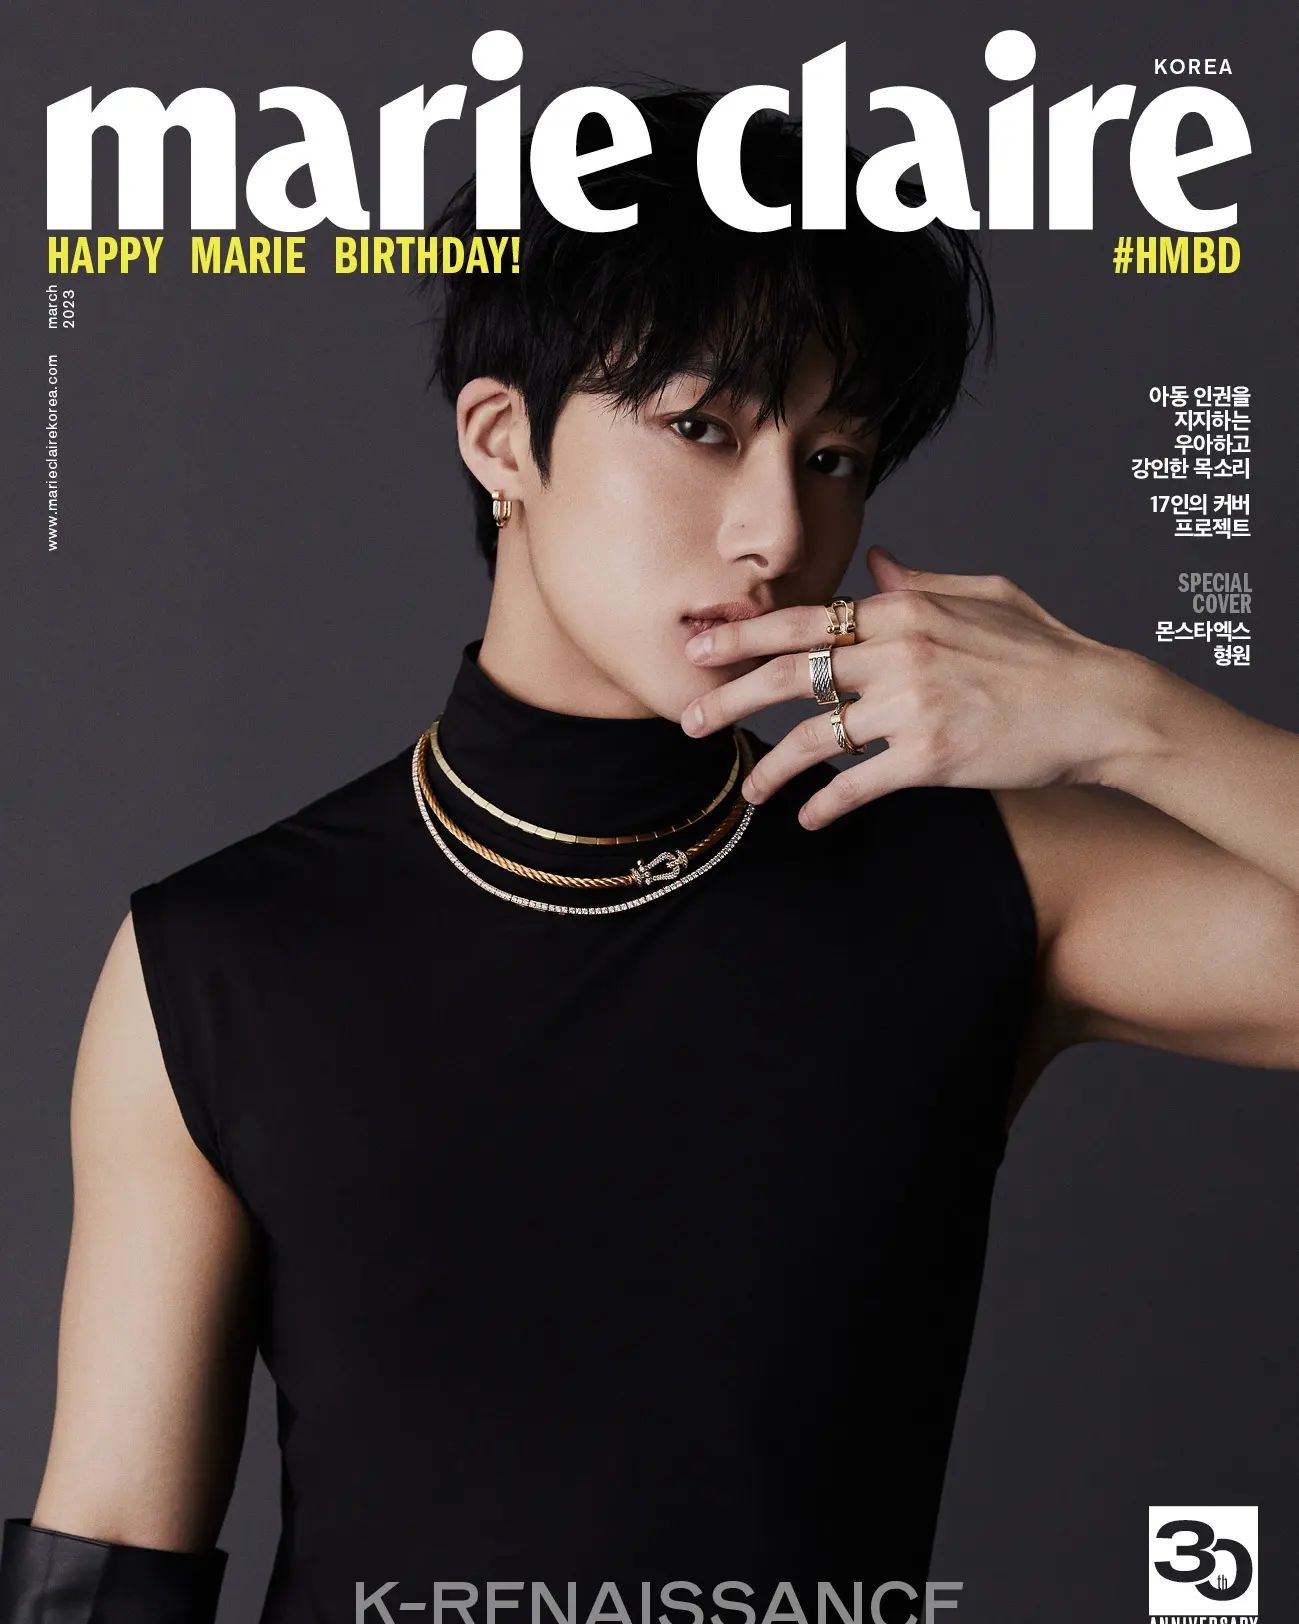 KOREA
marie claire
HAPPY MARIE BIRTHDAY!
#HMBD
march
2023
www.marieclairekorea.com
아동 인권을
지지하는
우아하고
강인한 목소리
17인의 커버
프로젝트
SPECIAL
COVER
몬스타엑스
형원
30th
ANNIVERSARY
K-RENAISSANCE